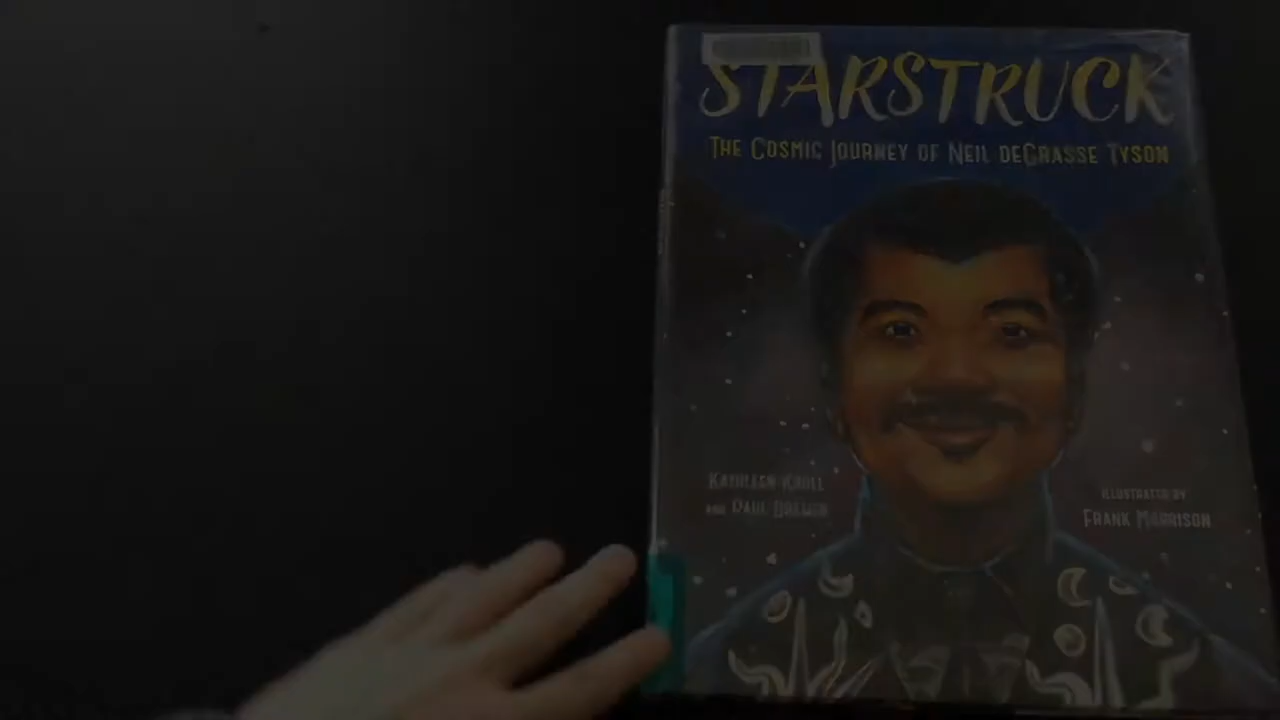 STARSTRUCK
THE COSMIC JOURNEY OF NEIL DEGRASSE TYSON
KATHLEEN KRULL
AND PAUL BREWER
ILLUSTRATED BY
FRANK MORRISON